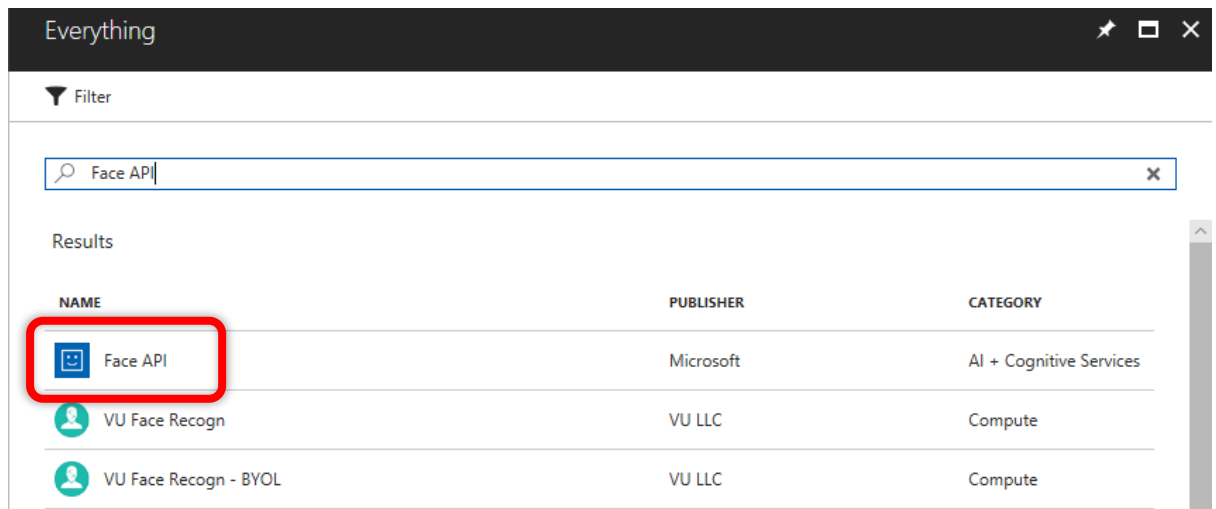 Everything
Filter
Face API
Results
NAME PUBLISHER CATEGORY
Face API Microsoft AI + Cognitive Services
VU Face Recogn VU LLC Compute
VU Face Recogn - BYOL VU LLC Compute